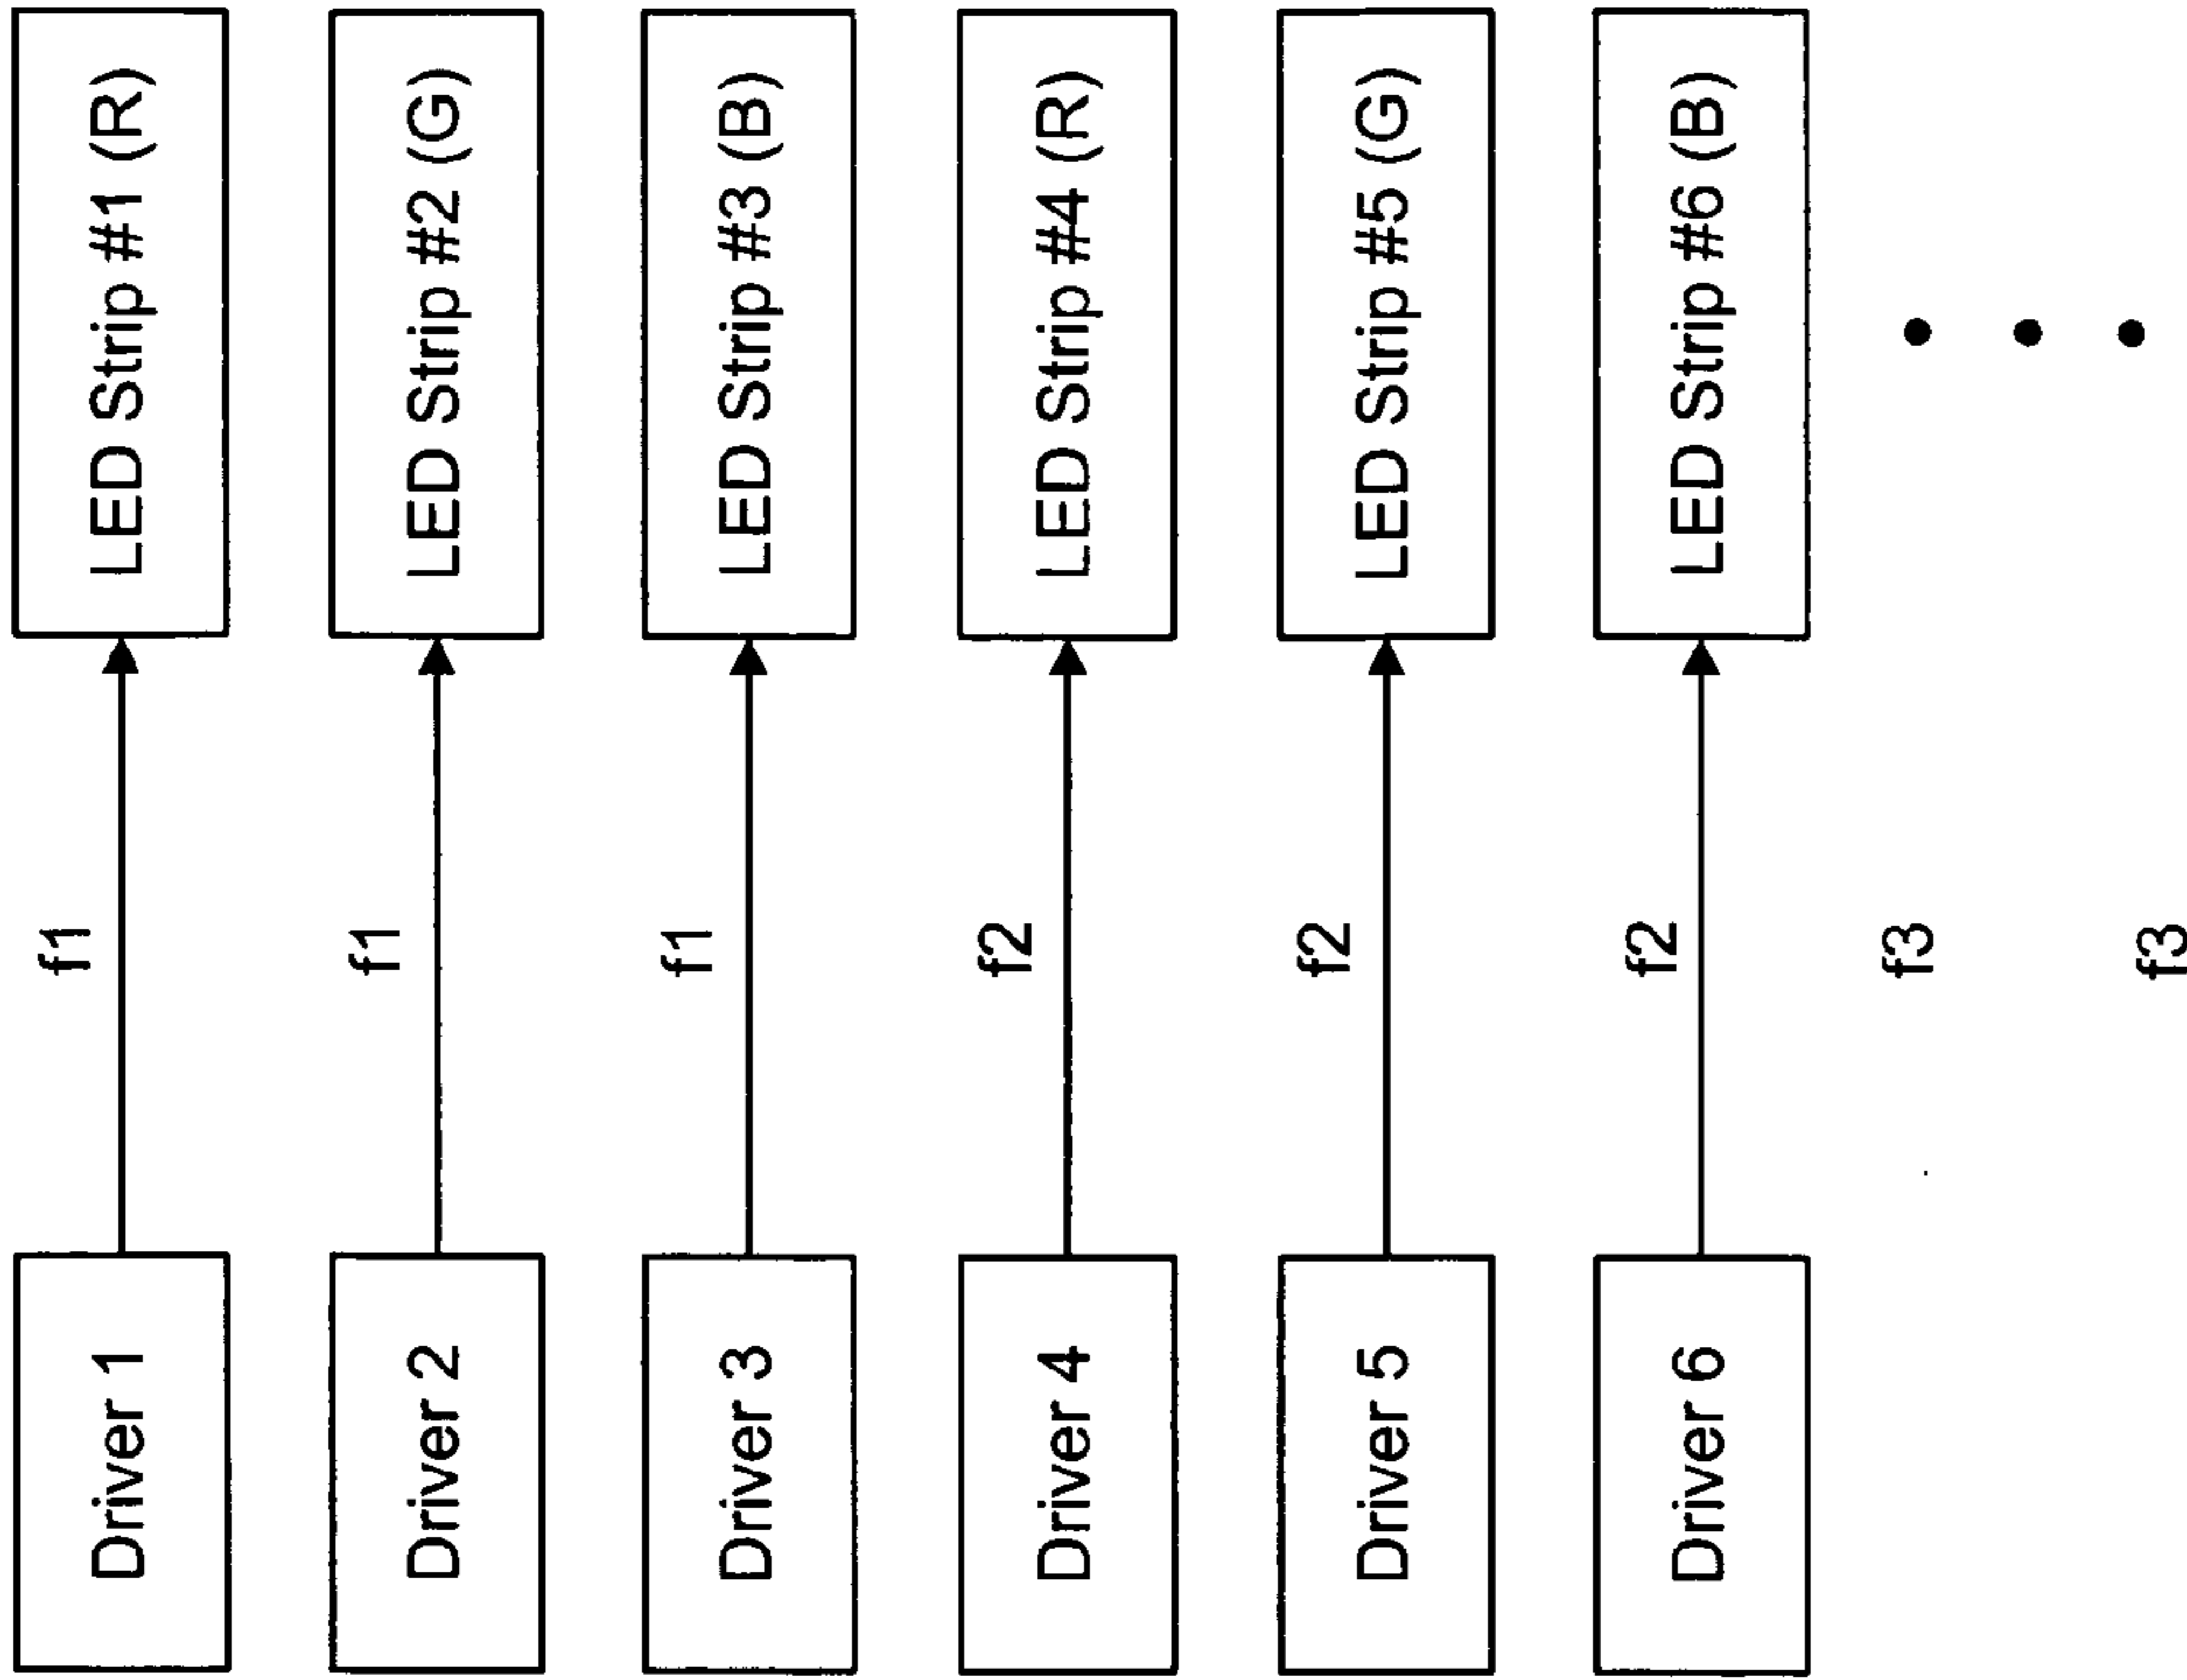 Driver 1
f1
LED Strip #1 (R)
Driver 2
f1
LED Strip #2 (G)
Driver 3
f1
LED Strip #3 (B)
Driver 4
f2
LED Strip #4 (R)
Driver 5
f2
LED Strip #5 (G)
Driver 6
f2
LED Strip #6 (B)
f3
f3